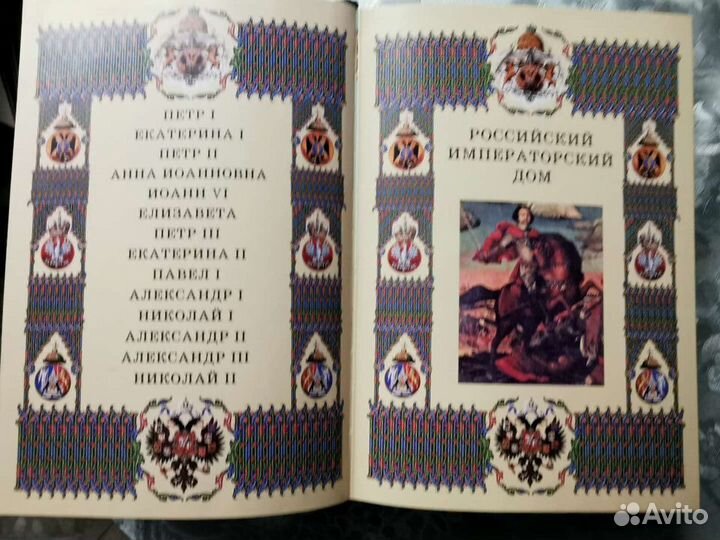 ПЕТР I
ЕКАТЕРИНА I
ПЕТР II
АННА ИОАННОВНА
ИОАНН VI
ЕЛИЗАВЕТА
ПЕТР III
ЕКАТЕРИНА II
ПАВЕЛ I
АЛЕКСАНДР I
НИКОЛАЙ I
АЛЕКСАНДР II
АЛЕКСАНДР III
НИКОЛАЙ II
РОССИЙСКИЙ
ИМПЕРАТОРСКИЙ
ДОМ
Avito